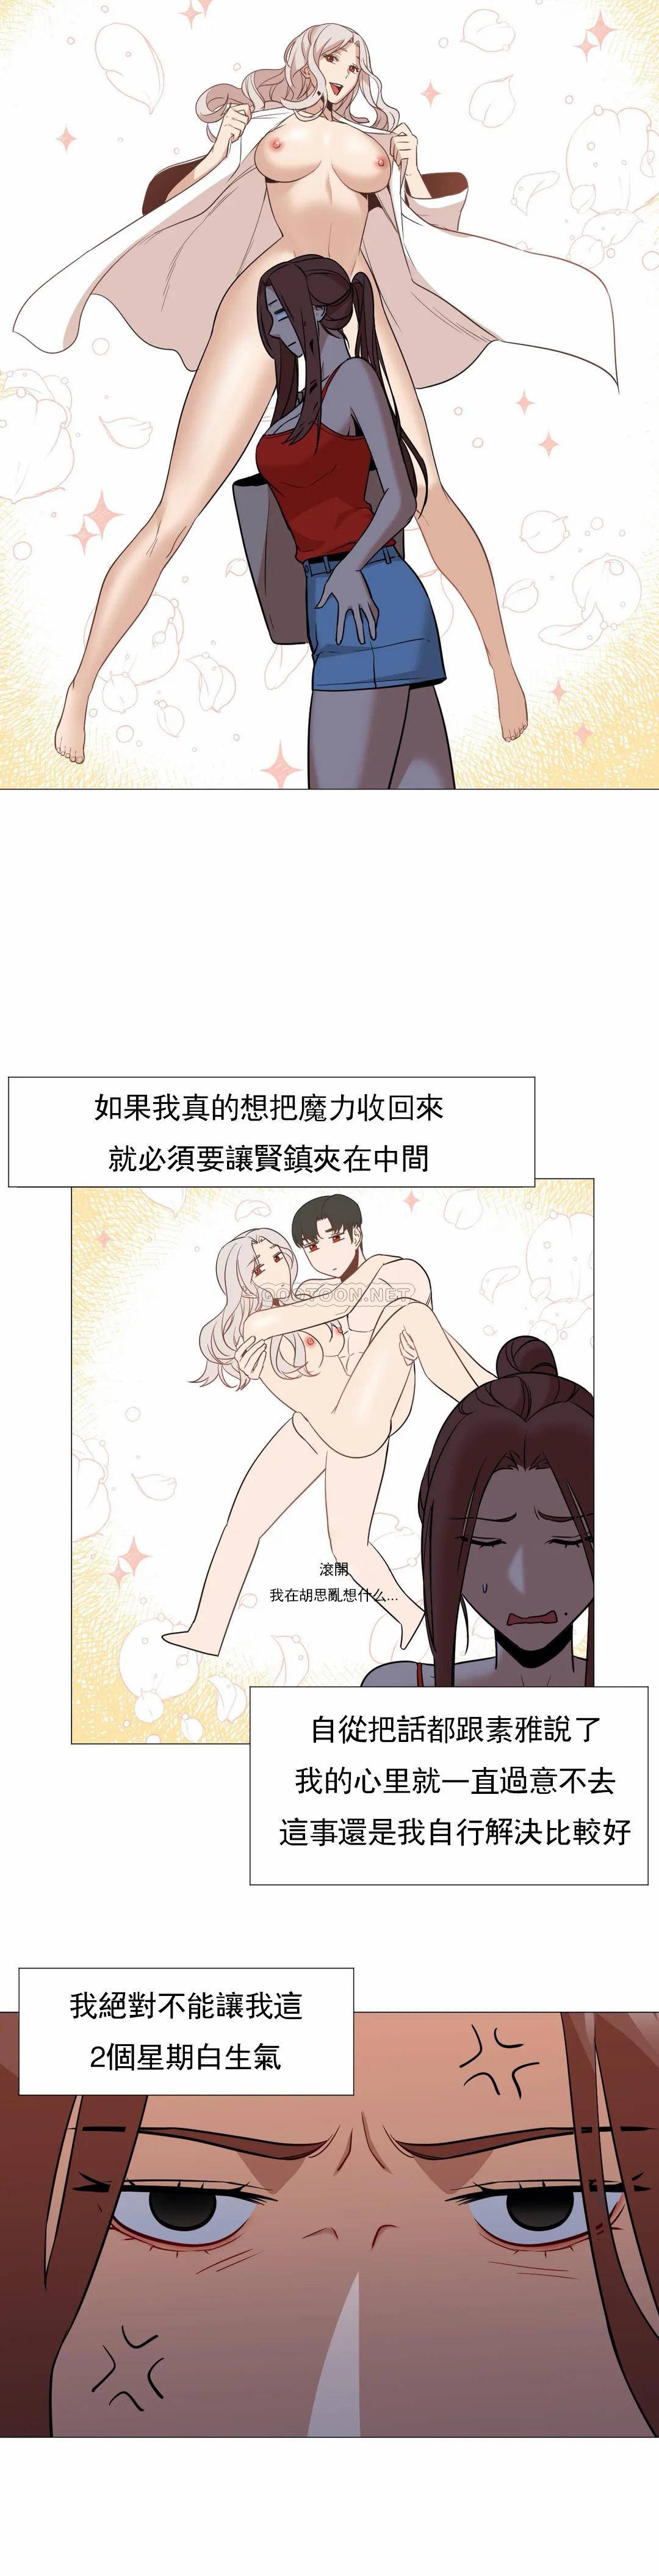 如果我真的想把魔力收回來
就必須要讓賢鎮夾在中間
GOGTOON.NET
滾開
我在胡思亂想什么...
自從把話都跟素雅說了
我的心里就一直過意不去
這事還是我自行解決比較好
我絕對不能讓我這
2個星期白生氣